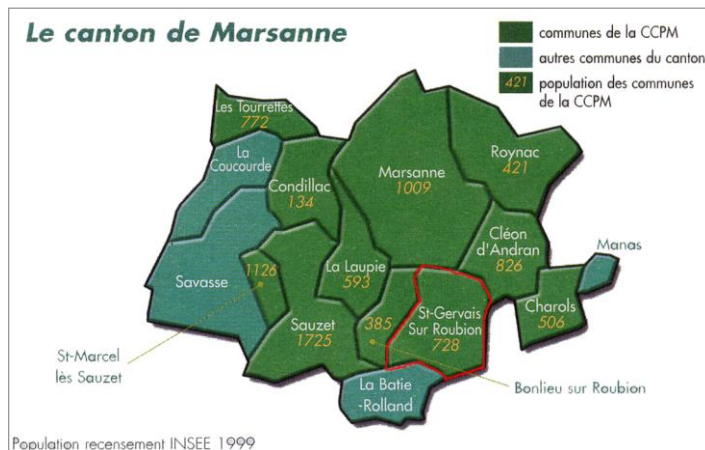 Le canton de Marsanne
communes de la CCPM
autres communes du canton
421 population des communes
de la CCPM
Les Tourrettes
772
La
Coucourde
Condillac
134
Marsanne
1009
Roynac
421
Cléon
d'Andran
826
Manas
Savasse
1126
La Laupie
593
Charols
506
Sauzet
1725
385
St-Gervais
Sur Roubion
728
St-Marcel
lès Sauzet
La Batie
-Rolland
Bonlieu sur Roubion
Population recensement INSEE 1999